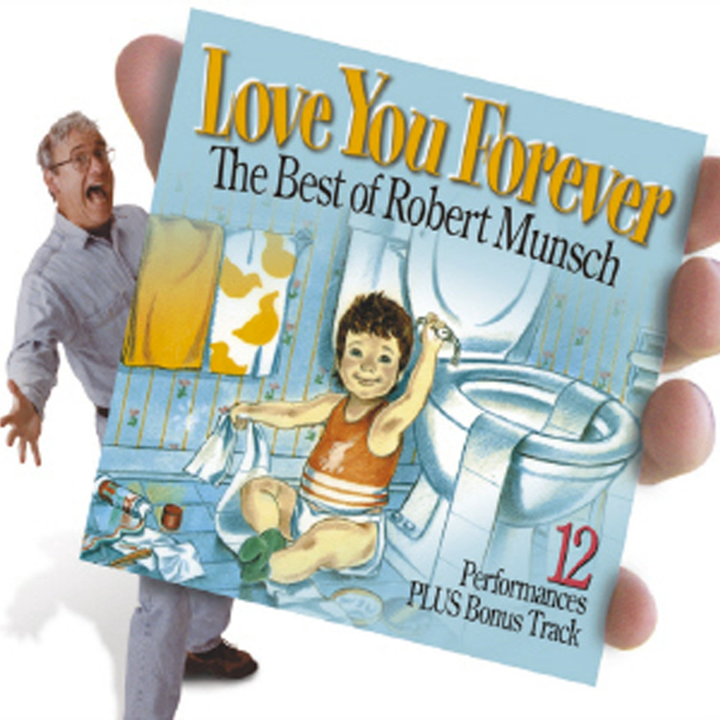 Love You Forever
The Best of Robert Munsch
12
Performances
PLUS Bonus Track